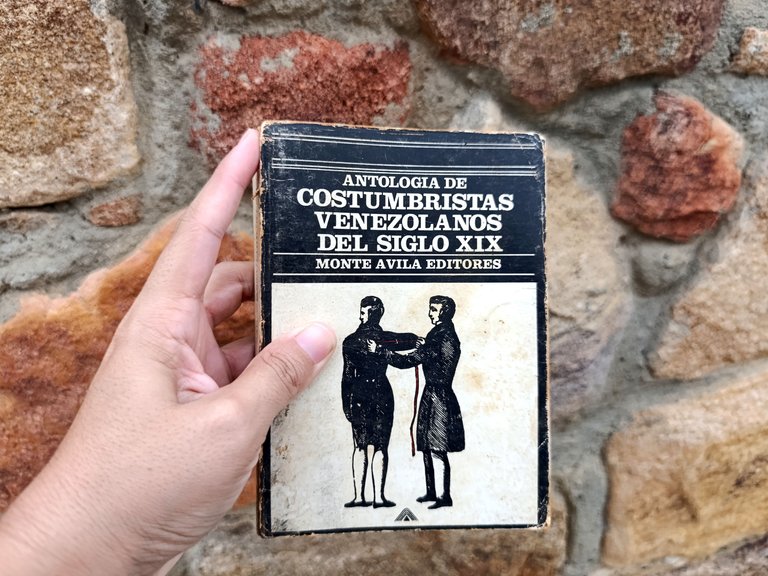 ANTOLOGIA DE
COSTUMBRISTAS
VENEZOLANOS
DEL SIGLO XIX
MONTE AVILA EDITORES